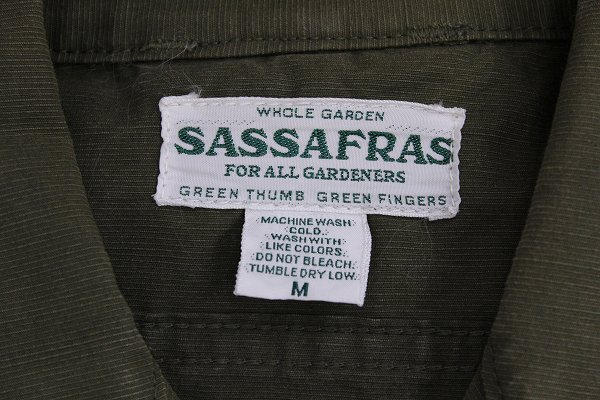 WHOLE GARDEN
SASSAFRAS
FOR ALL GARDENERS
GREEN THUMB GREEN FINGERS
MACHINE WASH
COLD.
WASH WITH
LIKE COLORS.
DO NOT BLEACH.
TUMBLE DRY LOW.
M